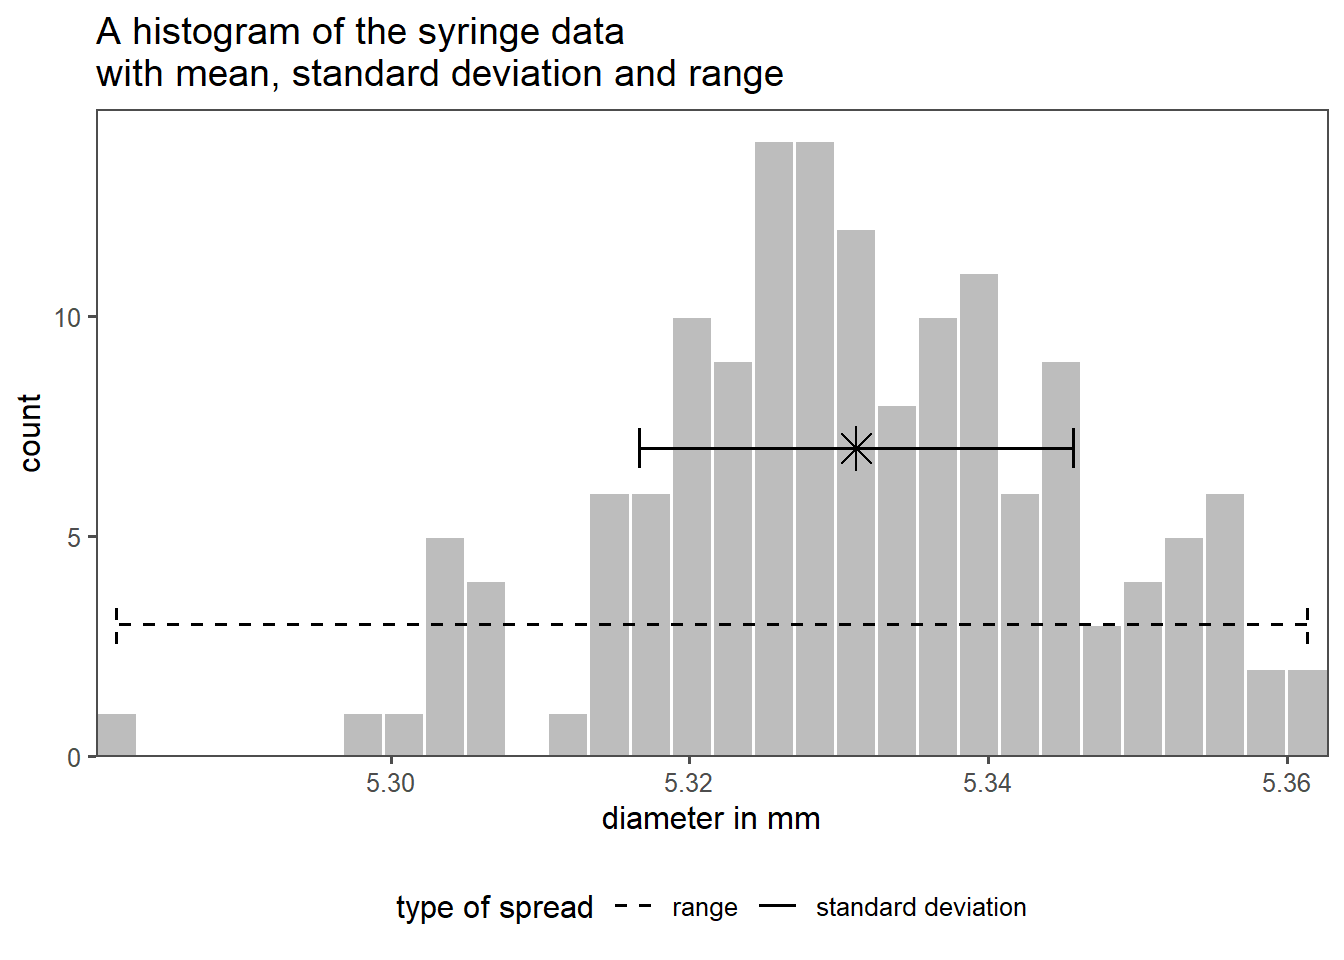 A histogram of the syringe data
with mean, standard deviation and range
count
10
5
0
5.30 5.32 5.34 5.36
diameter in mm
type of spread range standard deviation